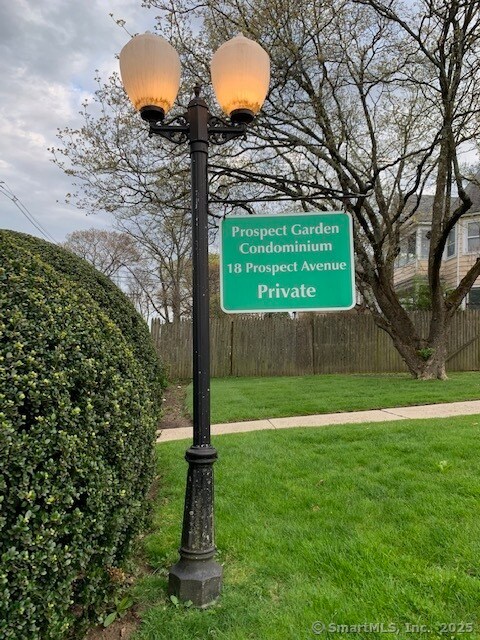 Prospect Garden
Condominium
18 Prospect Avenue
Private
©SmartMLS, Inc. 2025